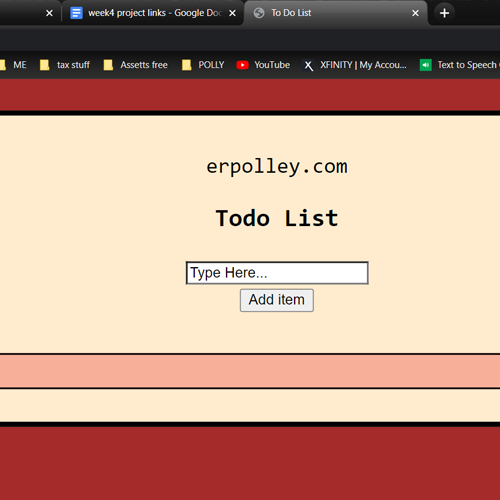 week4 project links - Google Doc
To Do List
ME
tax stuff
Assetts free
POLLY
YouTube
XFINITY | My Accou...
Text to Speech
erpolley.com
Todo List
Type Here...
Add item